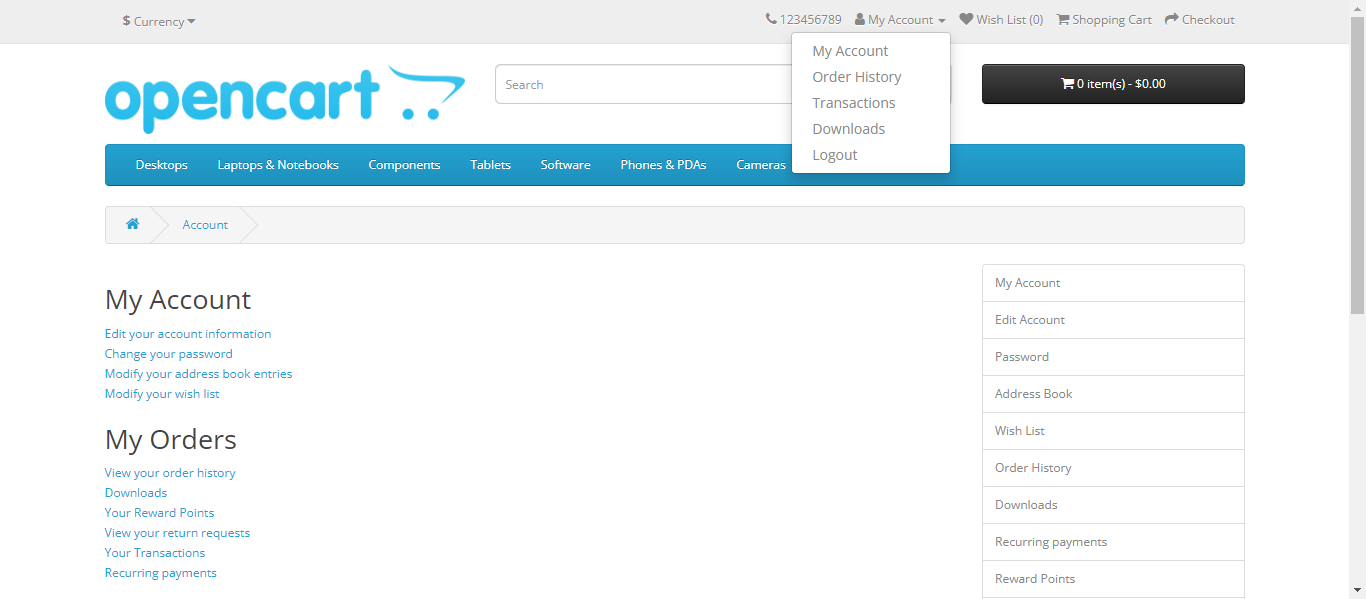 $ Currency
123456789 My Account Wish List (0) Shopping Cart Checkout
My Account
Order History
Transactions
Downloads
Logout
opencart
Search
0 item(s) - $0.00
Desktops Laptops & Notebooks Components Tablets Software Phones & PDAs Cameras
Account
My Account
Edit your account information
Change your password
Modify your address book entries
Modify your wish list
My Orders
View your order history
Downloads
Your Reward Points
View your return requests
Your Transactions
Recurring payments
My Account
Edit Account
Password
Address Book
Wish List
Order History
Downloads
Recurring payments
Reward Points